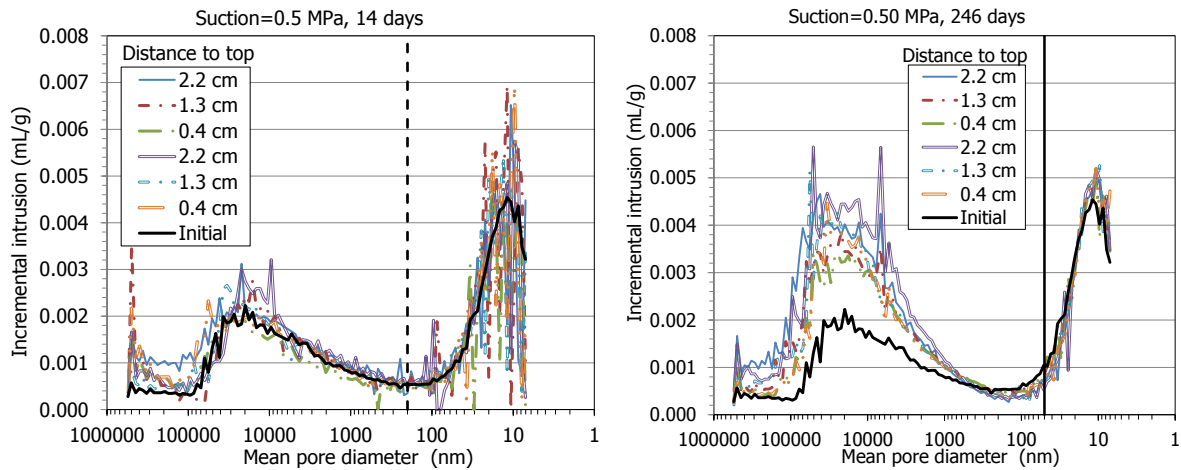 Suction=0.5 MPa, 14 days
0.008
0.007
0.006
0.005
0.004
0.003
0.002
0.001
0.000
Incremental intrusion (mL/g)
Distance to top
2.2 cm
1.3 cm
0.4 cm
2.2 cm
1.3 cm
0.4 cm
Initial
1000000 100000 10000 1000 100 10 1
Mean pore diameter (nm)
Suction=0.50 MPa, 246 days
0.008
0.007
0.006
0.005
0.004
0.003
0.002
0.001
0.000
Incremental intrusion (mL/g)
Distance to top
2.2 cm
1.3 cm
0.4 cm
2.2 cm
1.3 cm
0.4 cm
Initial
1000000 100000 10000 1000 100 10 1
Mean pore diameter (nm)